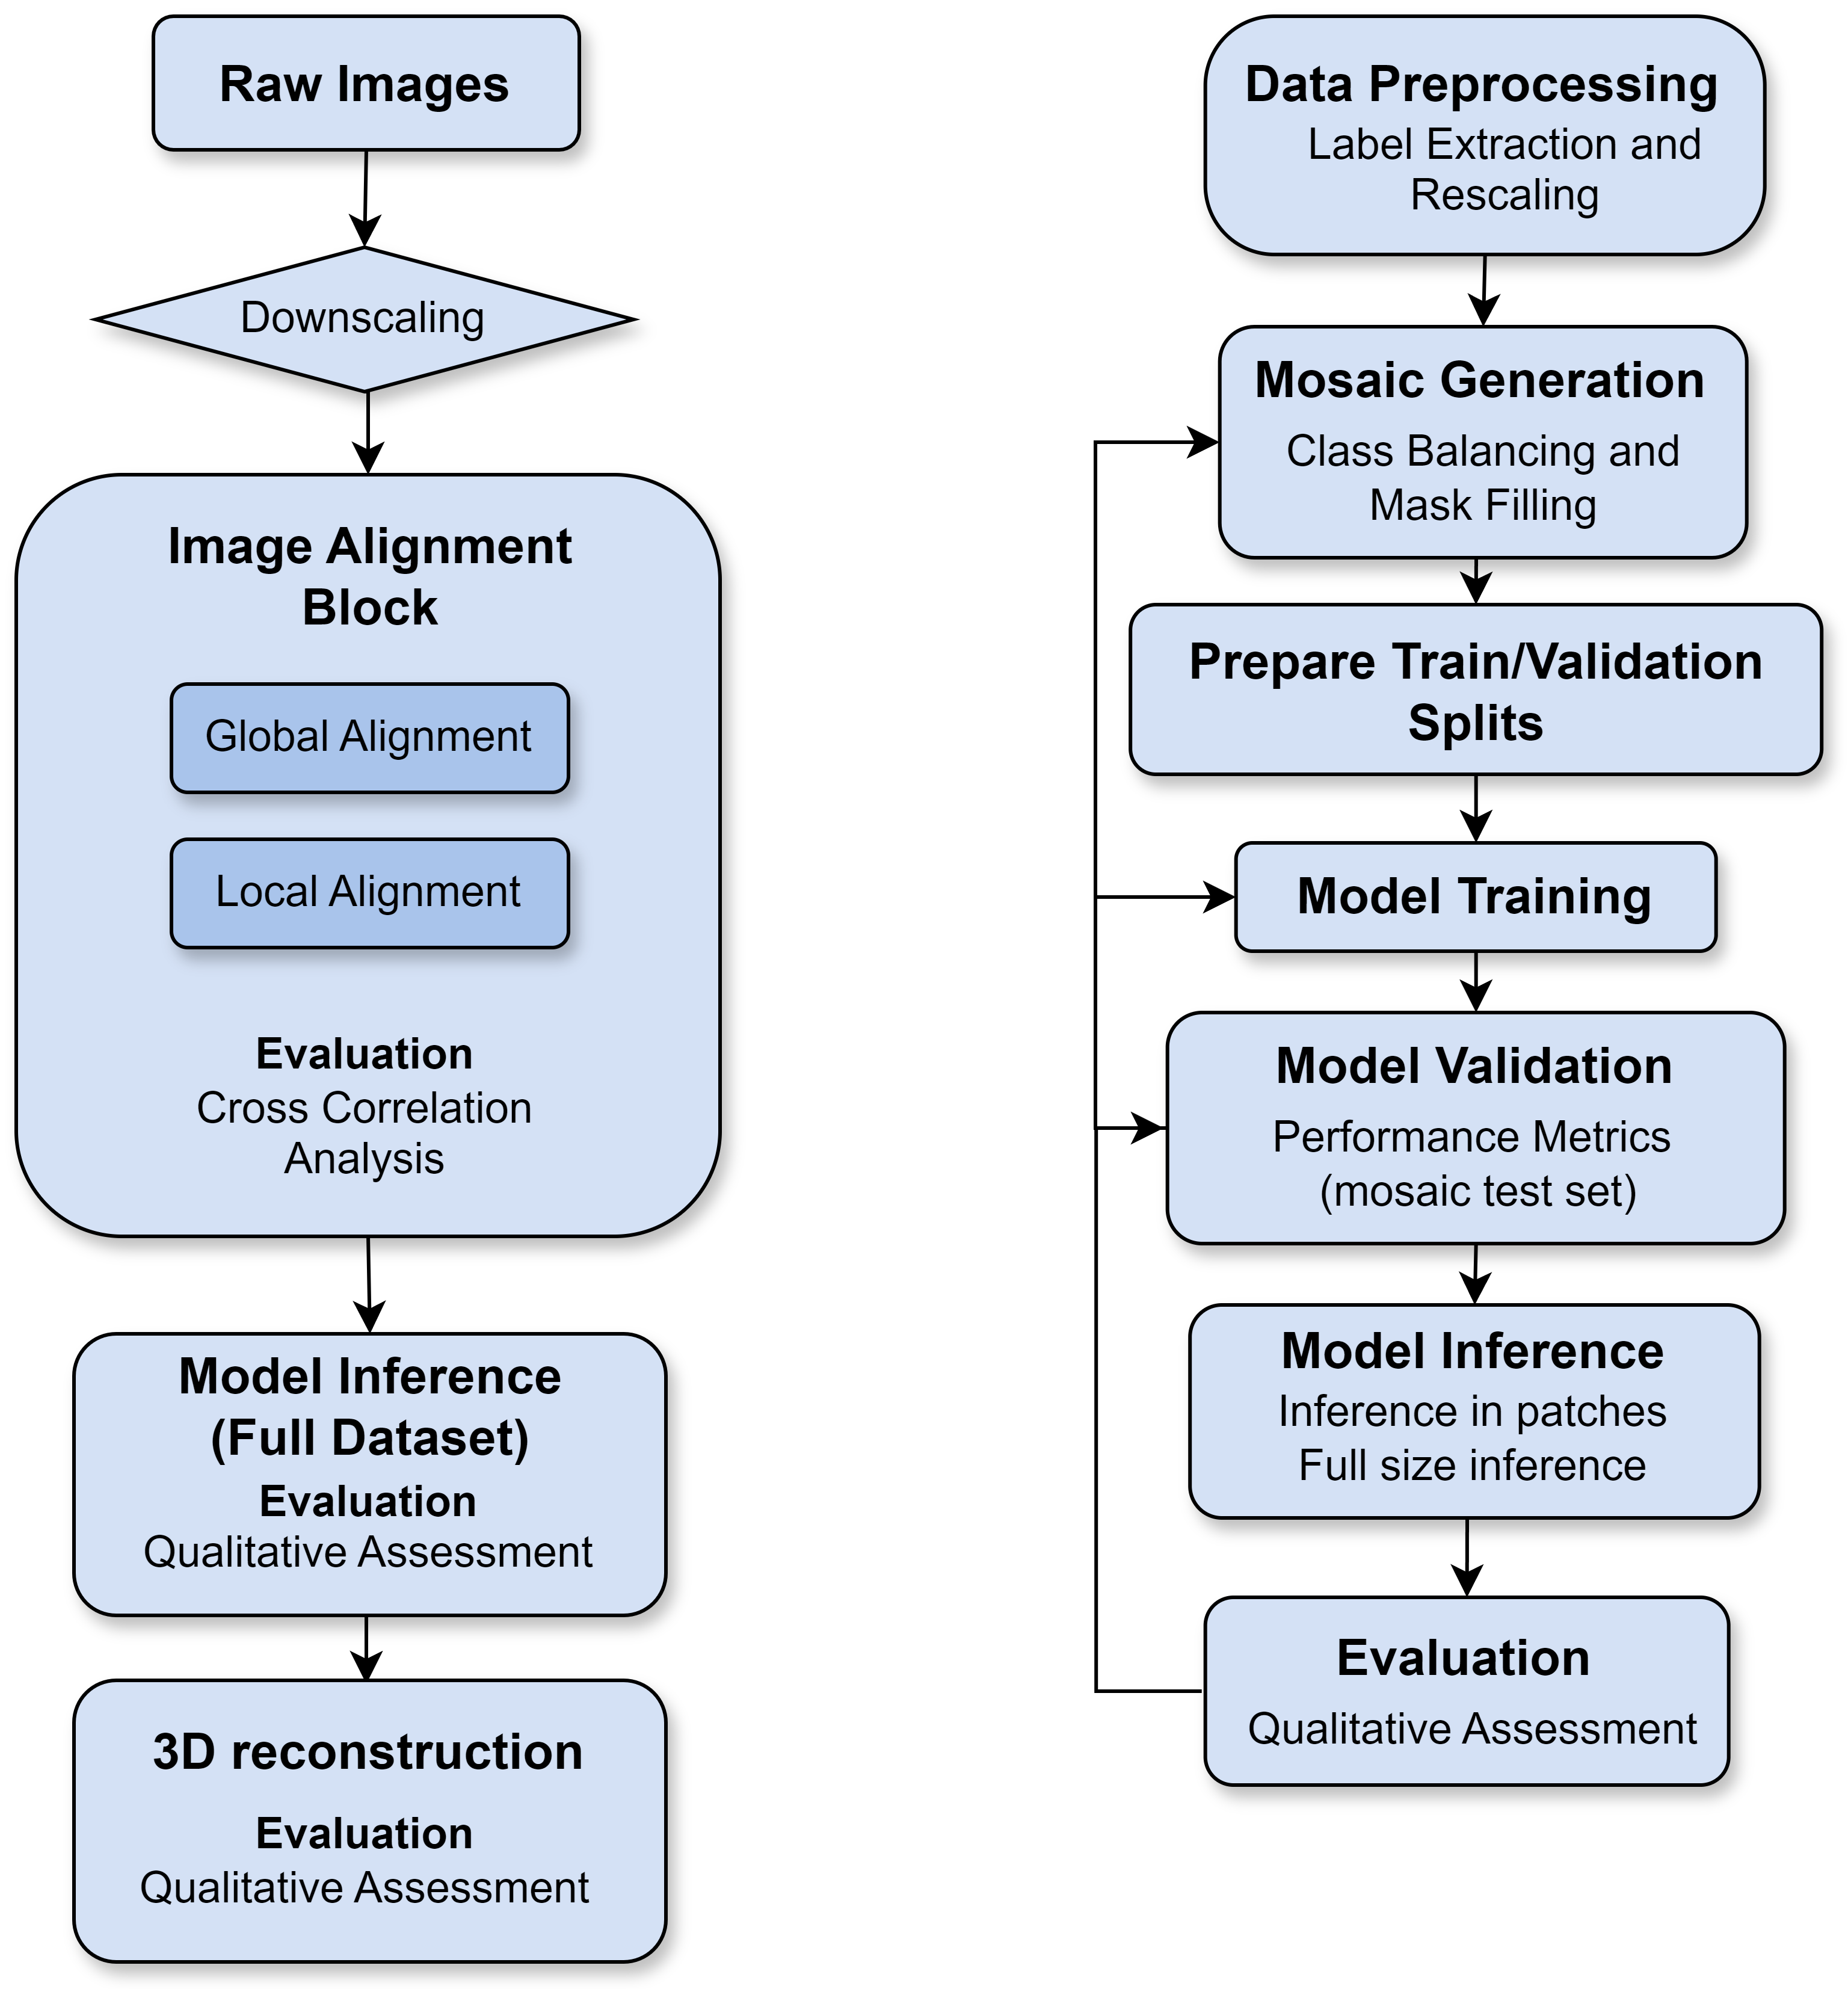 Raw Images
Downscaling
Image Alignment
Block
Global Alignment
Local Alignment
Evaluation
Cross Correlation
Analysis
Model Inference
(Full Dataset)
Evaluation
Qualitative Assessment
3D reconstruction
Evaluation
Qualitative Assessment
Data Preprocessing
Label Extraction and
Rescaling
Mosaic Generation
Class Balancing and
Mask Filling
Prepare Train/Validation
Splits
Model Training
Model Validation
Performance Metrics
(mosaic test set)
Model Inference
Inference in patches
Full size inference
Evaluation
Qualitative Assessment